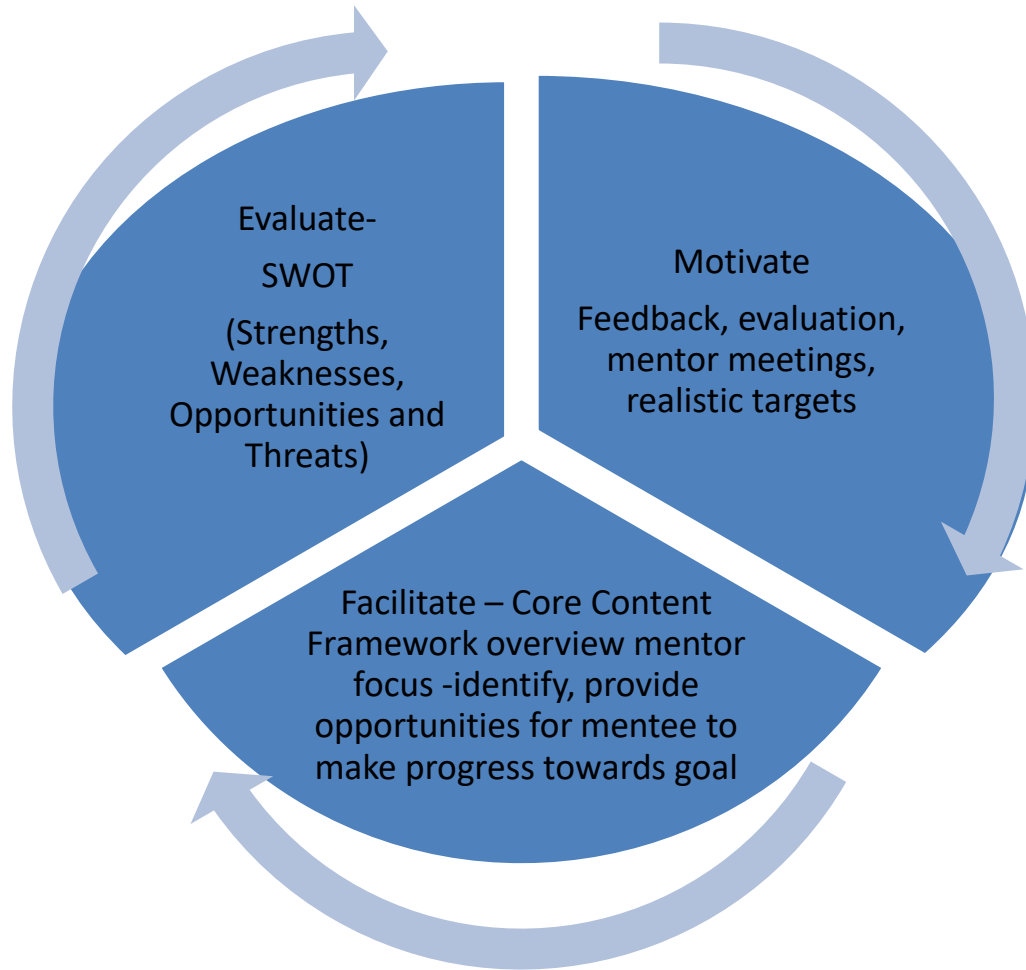 Evaluate-
SWOT
(Strengths,
Weaknesses,
Opportunities and
Threats)
Motivate
Feedback, evaluation,
mentor meetings,
realistic targets
Facilitate – Core Content
Framework overview mentor
focus -identify, provide
opportunities for mentee to
make progress towards goal